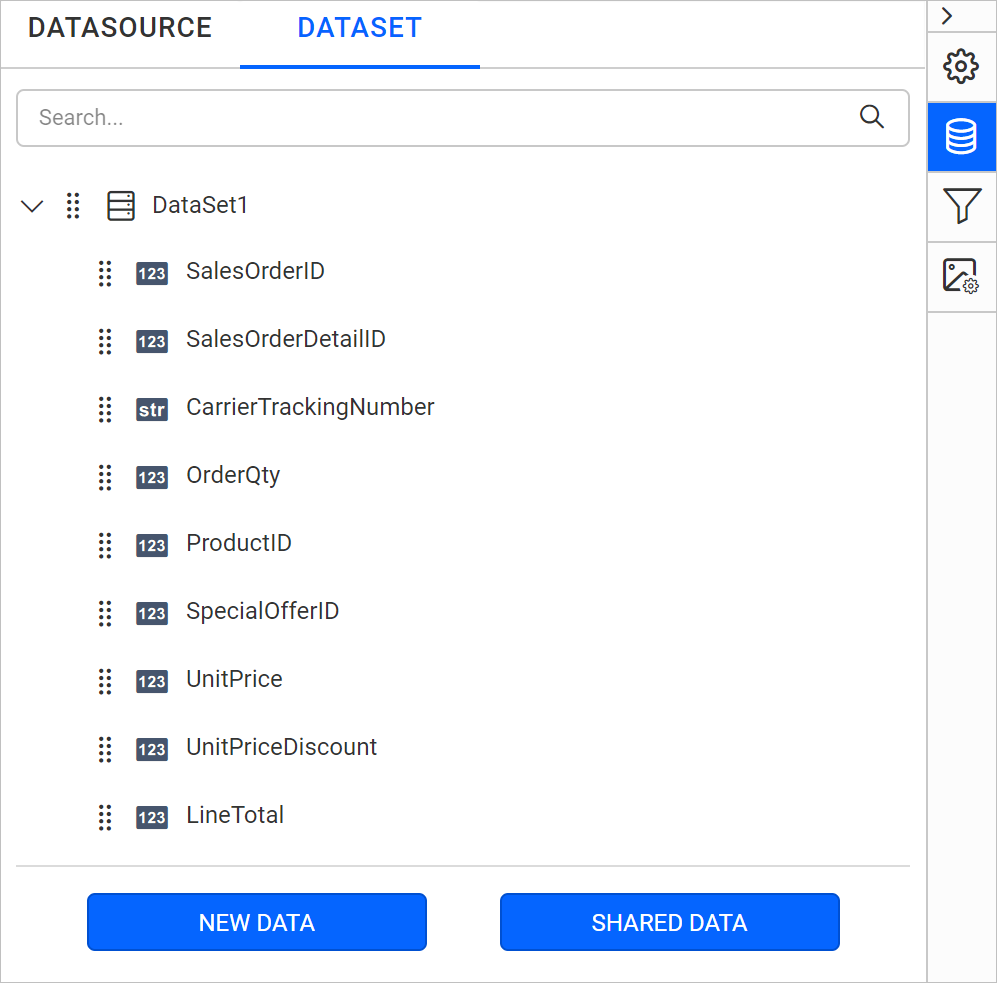 DATASOURCE DATASET
Search...
DataSet1
123 SalesOrderID
123 SalesOrderDetailID
str CarrierTrackingNumber
123 OrderQty
123 ProductID
123 SpecialOfferID
123 UnitPrice
123 UnitPriceDiscount
123 LineTotal
NEW DATA SHARED DATA